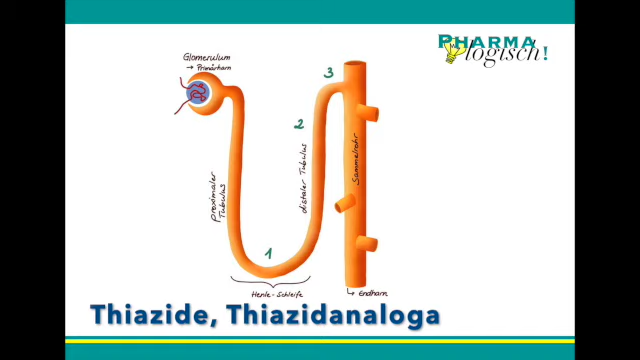 PHARMA
logisch!
Glomerulum
→ Primärharn
3
2
proximaler
Tubulus
distaler Tubulus
Sammelrohr
1
Henle-Schleife
↳ Endharn
Thiazide, Thiazidanaloga